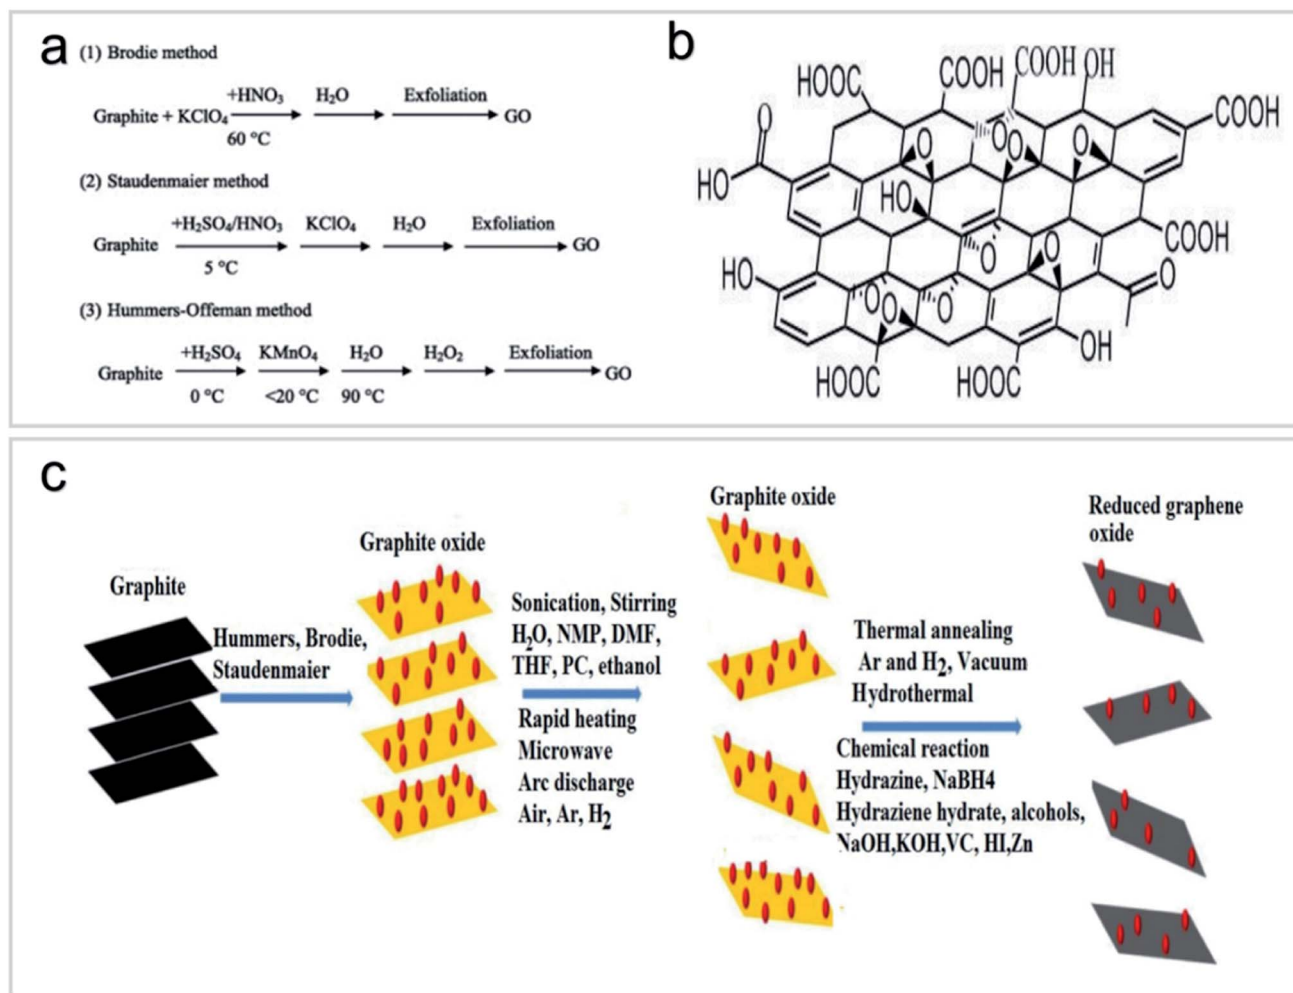 a
(1) Brodie method
+HNO₃ H₂O Exfoliation
Graphite + KClO₄ GO
60 °C
(2) Staudenmaier method
+H₂SO₄/HNO₃ KClO₄ H₂O Exfoliation
Graphite GO
5 °C
(3) Hummers-Offeman method
+H₂SO₄ KMnO₄ H₂O H₂O₂ Exfoliation
Graphite GO
0 °C <20 °C 90 °C
b
HOOC COOH COOH OH
COOH
O
O O O O
HO
HO
COOH
O O
HO O
O O O
OH
HOOC HOOC
c
Graphite
Hummers, Brodie,
Staudenmaier
Graphite oxide
Sonication, Stirring
H₂O, NMP, DMF,
THF, PC, ethanol
Rapid heating
Microwave
Arc discharge
Air, Ar, H₂
Graphite oxide
Thermal annealing
Ar and H₂, Vacuum
Hydrothermal
Chemical reaction
Hydrazine, NaBH4
Hydraziene hydrate, alcohols,
NaOH,KOH,VC, HI,Zn
Reduced graphene
oxide